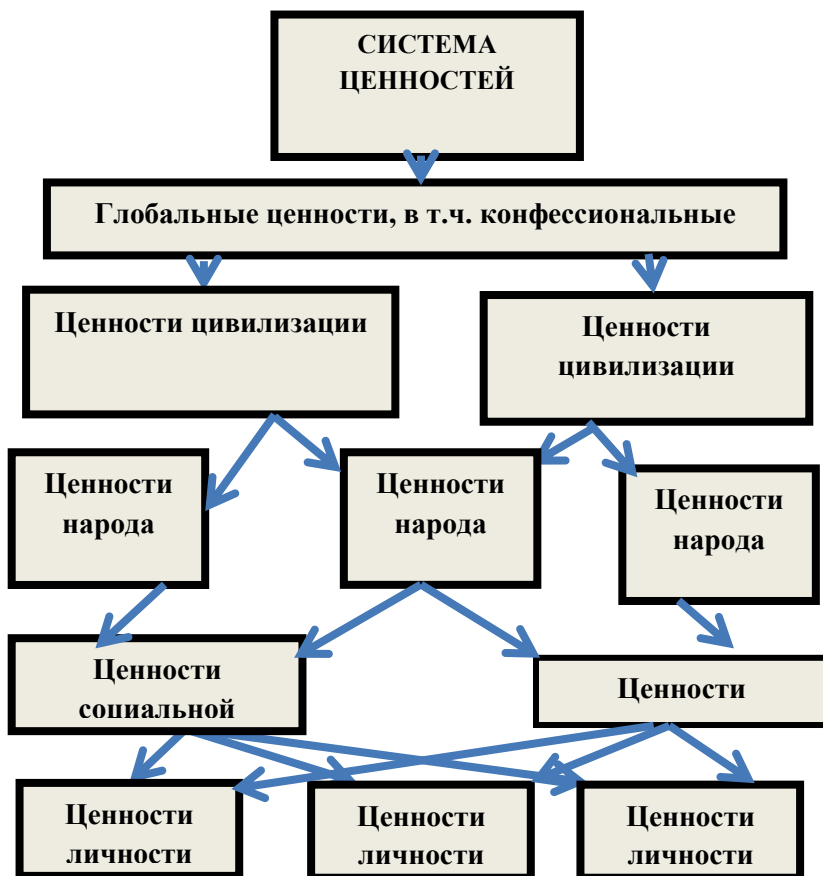 СИСТЕМА
ЦЕННОСТЕЙ
Глобальные ценности, в т.ч. конфессиональные
Ценности цивилизации
Ценности
цивилизации
Ценности
народа
Ценности
народа
Ценности
народа
Ценности
социальной
Ценности
Ценности
личности
Ценности
личности
Ценности
личности